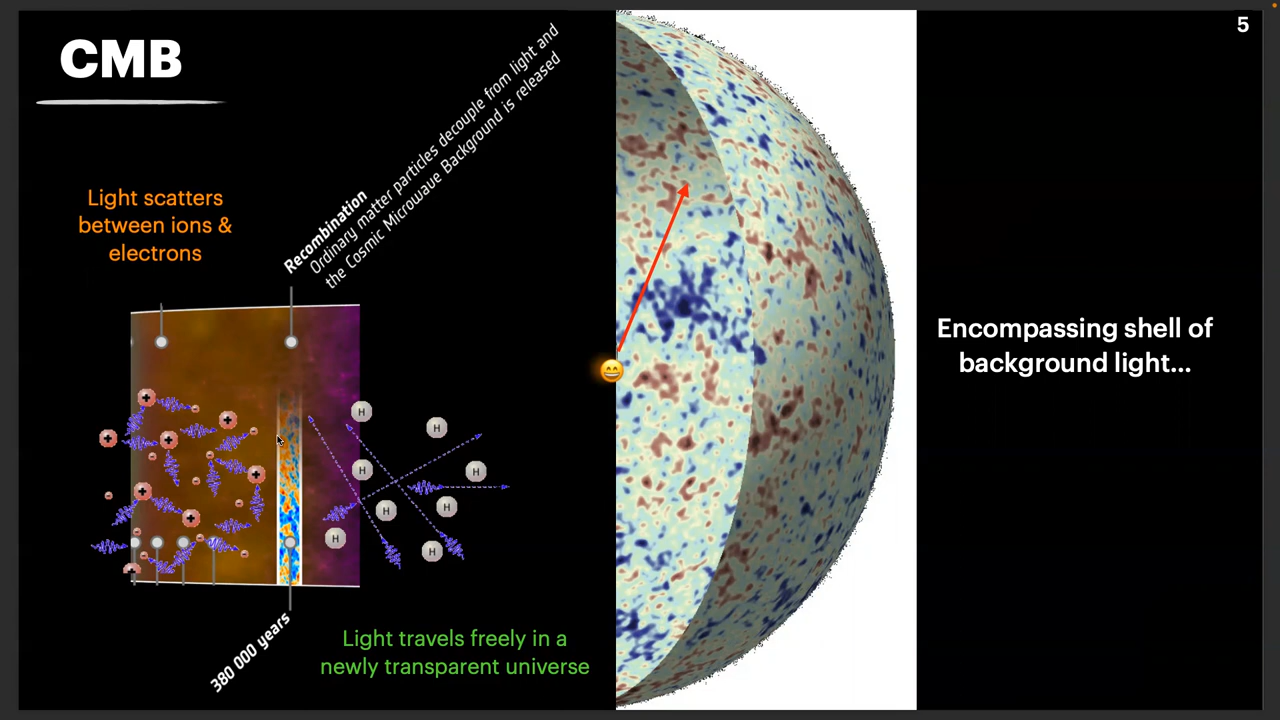 5
CMB
Recombination
Ordinary matter particles decouple from light and
the Cosmic Microwave Background is released
Light scatters
between ions &
electrons
Encompassing shell of
background light...
H
H
H
H
H
H
H
H
380 000 years
Light travels freely in a
newly transparent universe